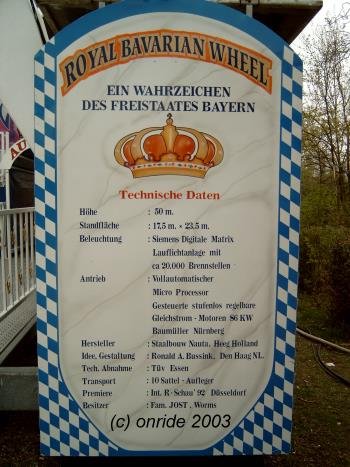 ROYAL BAVARIAN WHEEL
EIN WAHRZEICHEN
DES FREISTAATES BAYERN
Technische Daten
Höhe : 50 m.
Standfläche : 17,5 m. × 23,5 m.
Beleuchtung : Siemens Digitale Matrix
Lauflichtanlage mit
ca 20.000 Brennstellen
Antrieb : Vollautomatischer
Micro Processor
Gesteuerte stufenlos regelbare
Gleichstrom - Motoren 86 KW
Baumüller Nürnberg
Hersteller : Staalbouw Nauta, Heeg Holland
Idee, Gestaltung : Ronald A. Bussink, Den Haag NL.
Tech. Abnahme : Tüv Essen
Transport : 10 Sattel - Auflieger
Premiere : Int. R - Schau' 92 Düsseldorf
Besitzer : Fam. JOST, Worms
(c) onride 2003
AU